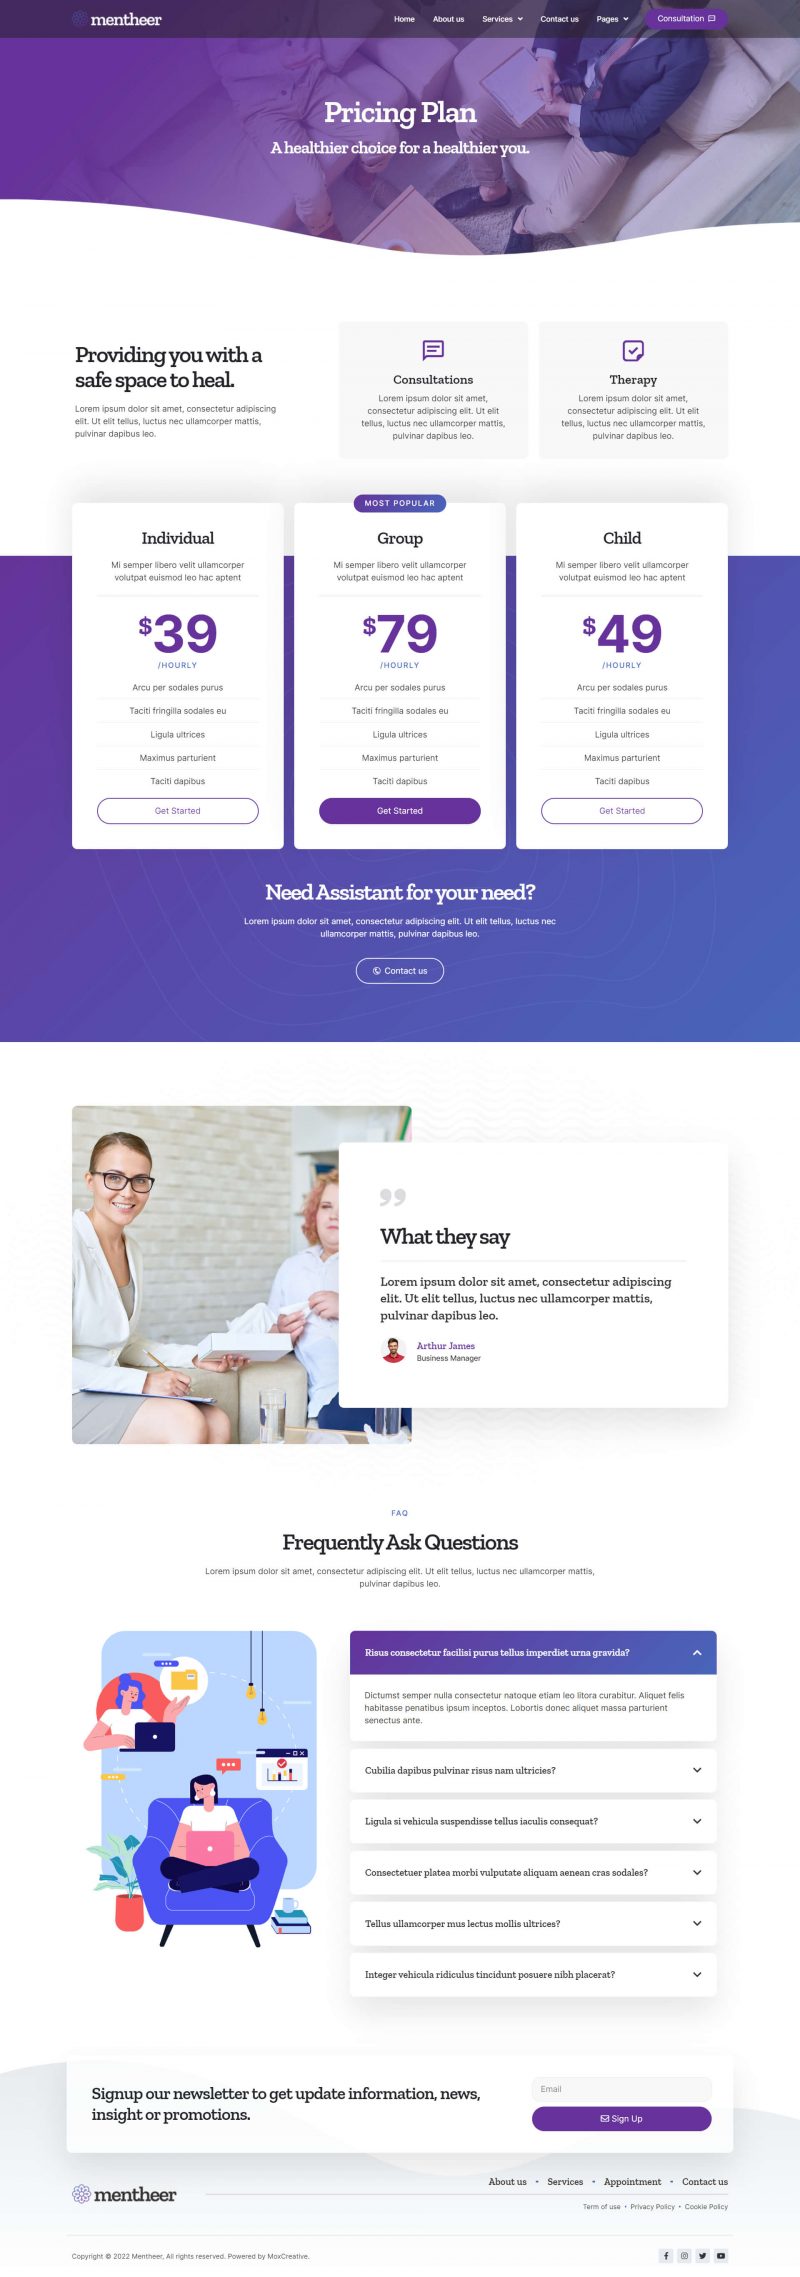 mentheer
Home About us Services Contact us Pages Consultation
Pricing Plan
A healthier choice for a healthier you.
Providing you with a
safe space to heal.
Lorem ipsum dolor sit amet, consectetur adipiscing
elit. Ut elit tellus, luctus nec ullamcorper mattis,
pulvinar dapibus leo.
Consultations
Lorem ipsum dolor sit amet,
consectetur adipiscing elit. Ut elit
tellus, luctus nec ullamcorper mattis,
pulvinar dapibus leo.
Therapy
Lorem ipsum dolor sit amet,
consectetur adipiscing elit. Ut elit
tellus, luctus nec ullamcorper mattis,
pulvinar dapibus leo.
Individual
Mi semper libero velit ullamcorper
volutpat euismod leo hac aptent
$39
/HOURLY
Arcu per sodales purus
Taciti fringilla sodales eu
Ligula ultrices
Maximus parturient
Taciti dapibus
Get Started
MOST POPULAR
Group
Mi semper libero velit ullamcorper
volutpat euismod leo hac aptent
$79
/HOURLY
Arcu per sodales purus
Taciti fringilla sodales eu
Ligula ultrices
Maximus parturient
Taciti dapibus
Get Started
Child
Mi semper libero velit ullamcorper
volutpat euismod leo hac aptent
$49
/HOURLY
Arcu per sodales purus
Taciti fringilla sodales eu
Ligula ultrices
Maximus parturient
Taciti dapibus
Get Started
Need Assistant for your need?
Lorem ipsum dolor sit amet, consectetur adipiscing elit. Ut elit tellus, luctus nec
ullamcorper mattis, pulvinar dapibus leo.
Contact us
What they say
Lorem ipsum dolor sit amet, consectetur adipiscing
elit. Ut elit tellus, luctus nec ullamcorper mattis,
pulvinar dapibus leo.
Arthur James
Business Manager
FAQ
Frequently Ask Questions
Lorem ipsum dolor sit amet, consectetur adipiscing elit. Ut elit tellus, luctus nec ullamcorper mattis,
pulvinar dapibus leo.
Risus consectetur facilisi purus tellus imperdiet urna gravida?
Dictumst semper nulla consectetur natoque etiam leo litora curabitur. Aliquet felis
habitasse penatibus ipsum inceptos. Lobortis donec aliquet massa parturient
senectus ante.
Cubilia dapibus pulvinar risus nam ultricies?
Ligula si vehicula suspendisse tellus iaculis consequat?
Consectetuer platea morbi vulputate aliquam aenean cras sodales?
Tellus ullamcorper mus lectus mollis ultrices?
Integer vehicula ridiculus tincidunt posuere nibh placerat?
Signup our newsletter to get update information, news,
insight or promotions.
Email
Sign Up
mentheer
About us • Services • Appointment • Contact us
Term of use • Privacy Policy • Cookie Policy
Copyright © 2022 Mentheer, All rights reserved. Powered by MoxCreative.